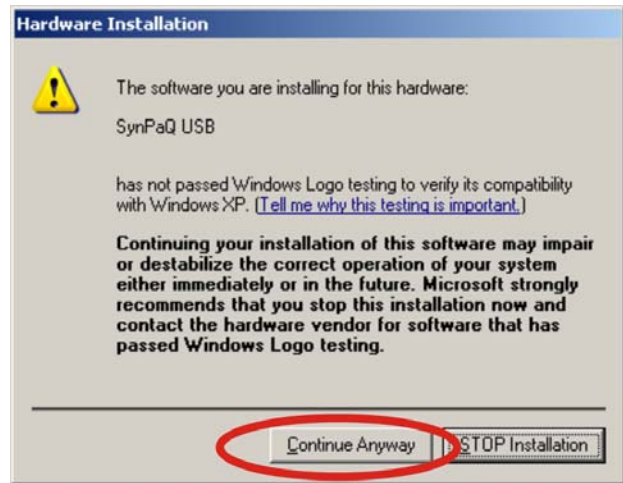 Hardware Installation
The software you are installing for this hardware:
SynPaQ USB
has not passed Windows Logo testing to verify its compatibility
with Windows XP. (Tell me why this testing is important.)
Continuing your installation of this software may impair
or destabilize the correct operation of your system
either immediately or in the future. Microsoft strongly
recommends that you stop this installation now and
contact the hardware vendor for software that has
passed Windows Logo testing.
Continue Anyway STOP Installation